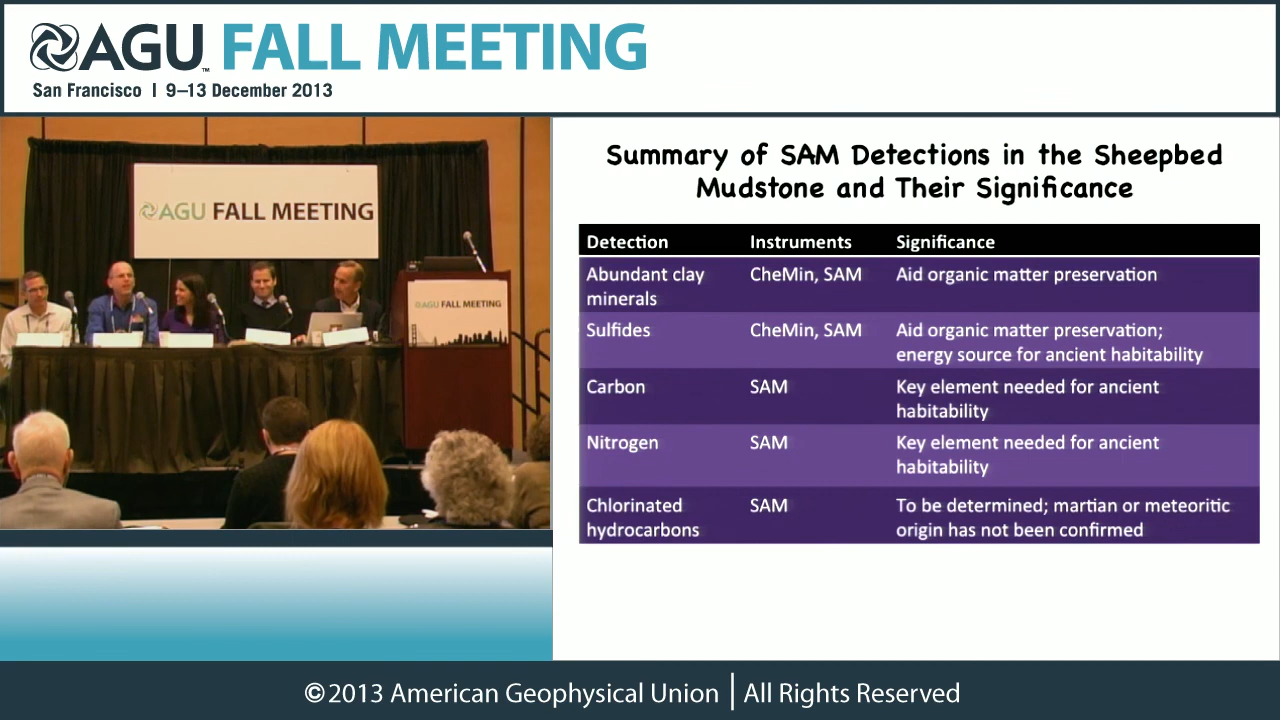 AGU™ FALL MEETING
San Francisco | 9–13 December 2013
AGU FALL MEETING
AGU FALL MEETING
Summary of SAM Detections in the Sheepbed
Mudstone and Their Significance
Detection Instruments Significance
Abundant clay CheMin, SAM Aid organic matter preservation
minerals
Sulfides CheMin, SAM Aid organic matter preservation;
energy source for ancient habitability
Carbon SAM Key element needed for ancient
habitability
Nitrogen SAM Key element needed for ancient
habitability
Chlorinated SAM To be determined; martian or meteoritic
hydrocarbons origin has not been confirmed
©2013 American Geophysical Union | All Rights Reserved